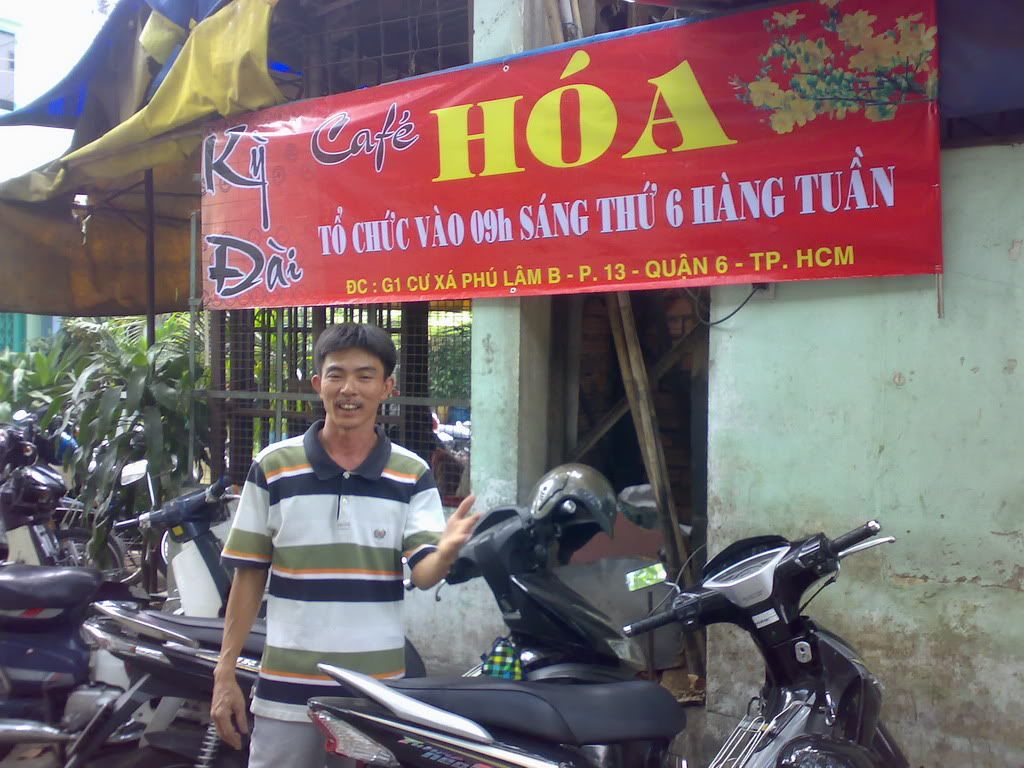 Kỳ Đài
Café HÓA
TỔ CHỨC VÀO 09h SÁNG THỨ 6 HÀNG TUẦN
ĐC : G1 CƯ XÁ PHÚ LÂM B - P. 13 - QUẬN 6 - TP. HCM